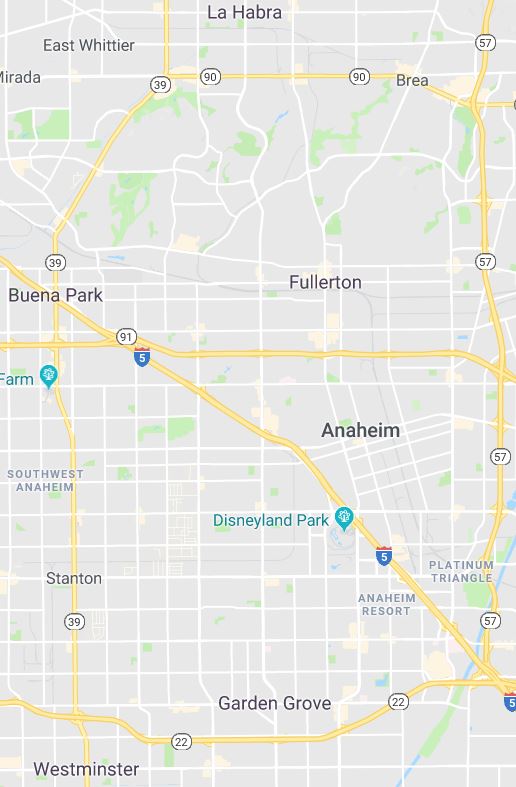 La Habra
East Whittier
57
Mirada
39
90
90
Brea
39
57
Buena Park
Fullerton
91
5
Farm
Anaheim
57
SOUTHWEST
ANAHEIM
Disneyland Park
5
Stanton
PLATINUM
TRIANGLE
ANAHEIM
RESORT
39
57
Garden Grove
22
5
22
Westminster